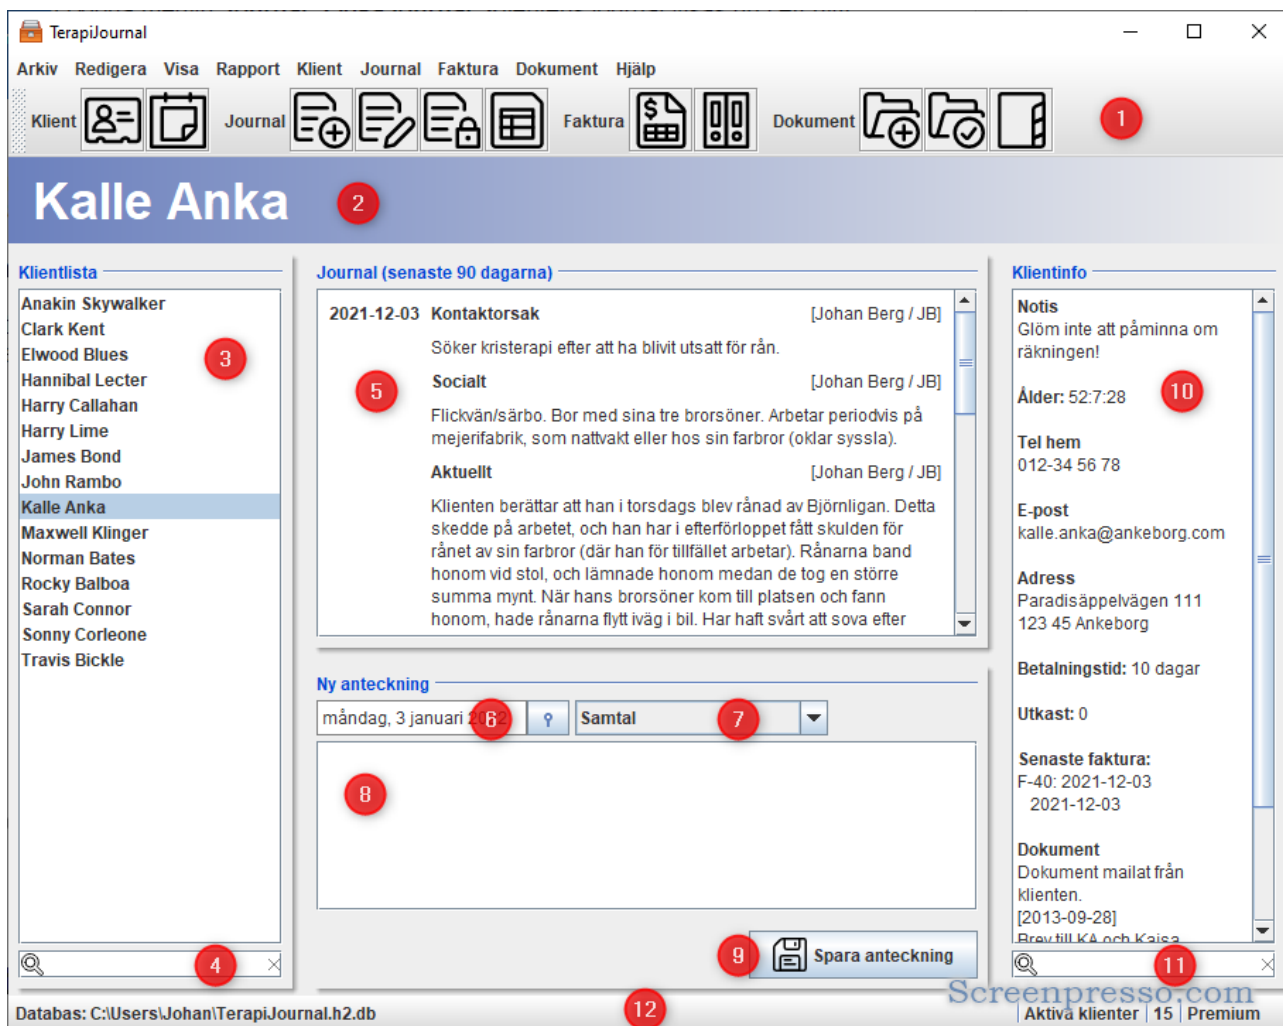 TerapiJournal
Arkiv Redigera Visa Rapport Klient Journal Faktura Dokument Hjälp
Klient Journal Faktura Dokument 1
Kalle Anka 2
Klientlista
Anakin Skywalker
Clark Kent
Elwood Blues
3
Hannibal Lecter
Harry Callahan
Harry Lime
James Bond
John Rambo
Kalle Anka
Maxwell Klinger
Norman Bates
Rocky Balboa
Sarah Connor
Sonny Corleone
Travis Bickle
4
Journal (senaste 90 dagarna)
2021-12-03 Kontaktorsak [Johan Berg / JB]
Söker kristerapi efter att ha blivit utsatt för rån.
5
Socialt [Johan Berg / JB]
Flickvän/särbo. Bor med sina tre brorsöner. Arbetar periodvis på
mejerifabrik, som nattvakt eller hos sin farbror (oklar syssla).
Aktuellt [Johan Berg / JB]
Klienten berättar att han i torsdags blev rånad av Björnligan. Detta
skedde på arbetet, och han har i efterförloppet fått skulden för
rånet av sin farbror (där han för tillfället arbetar). Rånarna band
honom vid stol, och lämnade honom medan de tog en större
summa mynt. När hans brorsöner kom till platsen och fann
honom, hade rånarna flytt iväg i bil. Har haft svårt att sova efter
Ny anteckning
måndag, 3 januari 6 Samtal 7
8
9 Spara anteckning
Klientinfo
Notis
Glöm inte att påminna om
räkningen!
Ålder: 52:7:28
10
Tel hem
012-34 56 78
E-post
kalle.anka@ankeborg.com
Adress
Paradisäppelvägen 111
123 45 Ankeborg
Betalningstid: 10 dagar
Utkast: 0
Senaste faktura:
F-40: 2021-12-03
2021-12-03
Dokument
Dokument mailat från
klienten.
[2013-09-28]
Brev till KA och Kajsa
11
Screenpresso.com
Databas: C:\Users\Johan\TerapiJournal.h2.db 12 Aktiva klienter 15 Premium